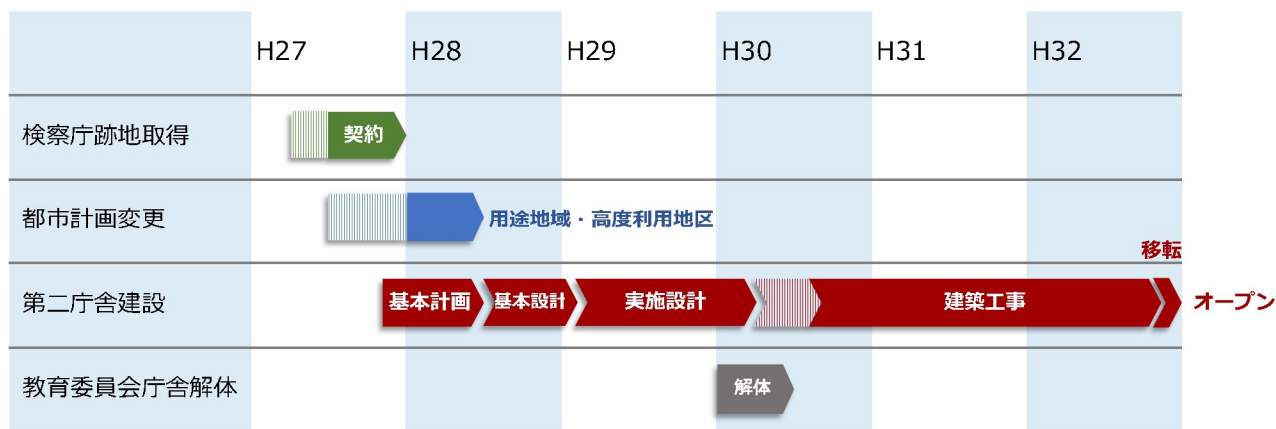 H27 H28 H29 H30 H31 H32
検察庁跡地取得 契約
都市計画変更 用途地域・高度利用地区
移転
第二庁舎建設 基本計画 基本設計 実施設計 建築工事 オープン
教育委員会庁舎解体 解体